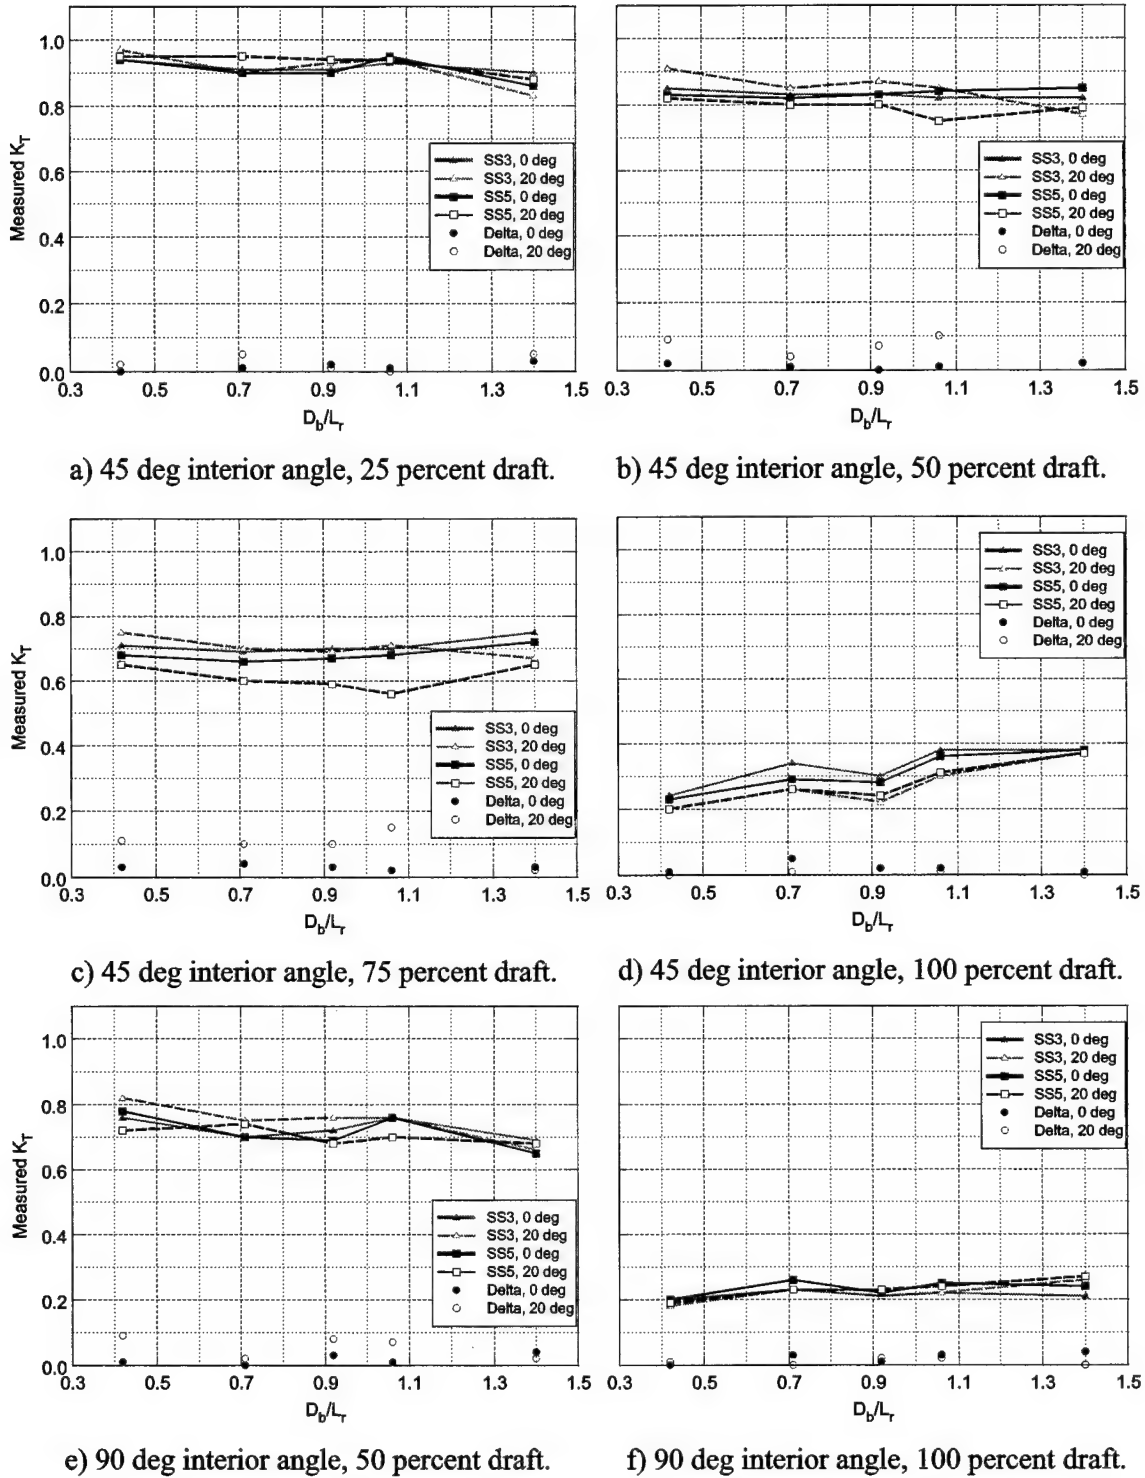 1.0
0.8
0.6
0.4
0.2
0.0
Measured K_T
SS3, 0 deg
SS3, 20 deg
SS5, 0 deg
SS5, 20 deg
Delta, 0 deg
Delta, 20 deg
0.3 0.5 0.7 0.9 1.1 1.3 1.5
D_b/L_r
a) 45 deg interior angle, 25 percent draft.
SS3, 0 deg
SS3, 20 deg
SS5, 0 deg
SS5, 20 deg
Delta, 0 deg
Delta, 20 deg
0.3 0.5 0.7 0.9 1.1 1.3 1.5
D_b/L_r
b) 45 deg interior angle, 50 percent draft.
1.0
0.8
0.6
0.4
0.2
0.0
Measured K_T
SS3, 0 deg
SS3, 20 deg
SS5, 0 deg
SS5, 20 deg
Delta, 0 deg
Delta, 20 deg
0.3 0.5 0.7 0.9 1.1 1.3 1.5
D_b/L_r
c) 45 deg interior angle, 75 percent draft.
SS3, 0 deg
SS3, 20 deg
SS5, 0 deg
SS5, 20 deg
Delta, 0 deg
Delta, 20 deg
0.3 0.5 0.7 0.9 1.1 1.3 1.5
D_b/L_r
d) 45 deg interior angle, 100 percent draft.
1.0
0.8
0.6
0.4
0.2
0.0
Measured K_T
SS3, 0 deg
SS3, 20 deg
SS5, 0 deg
SS5, 20 deg
Delta, 0 deg
Delta, 20 deg
0.3 0.5 0.7 0.9 1.1 1.3 1.5
D_b/L_r
e) 90 deg interior angle, 50 percent draft.
SS3, 0 deg
SS3, 20 deg
SS5, 0 deg
SS5, 20 deg
Delta, 0 deg
Delta, 20 deg
0.3 0.5 0.7 0.9 1.1 1.3 1.5
D_b/L_r
f) 90 deg interior angle, 100 percent draft.